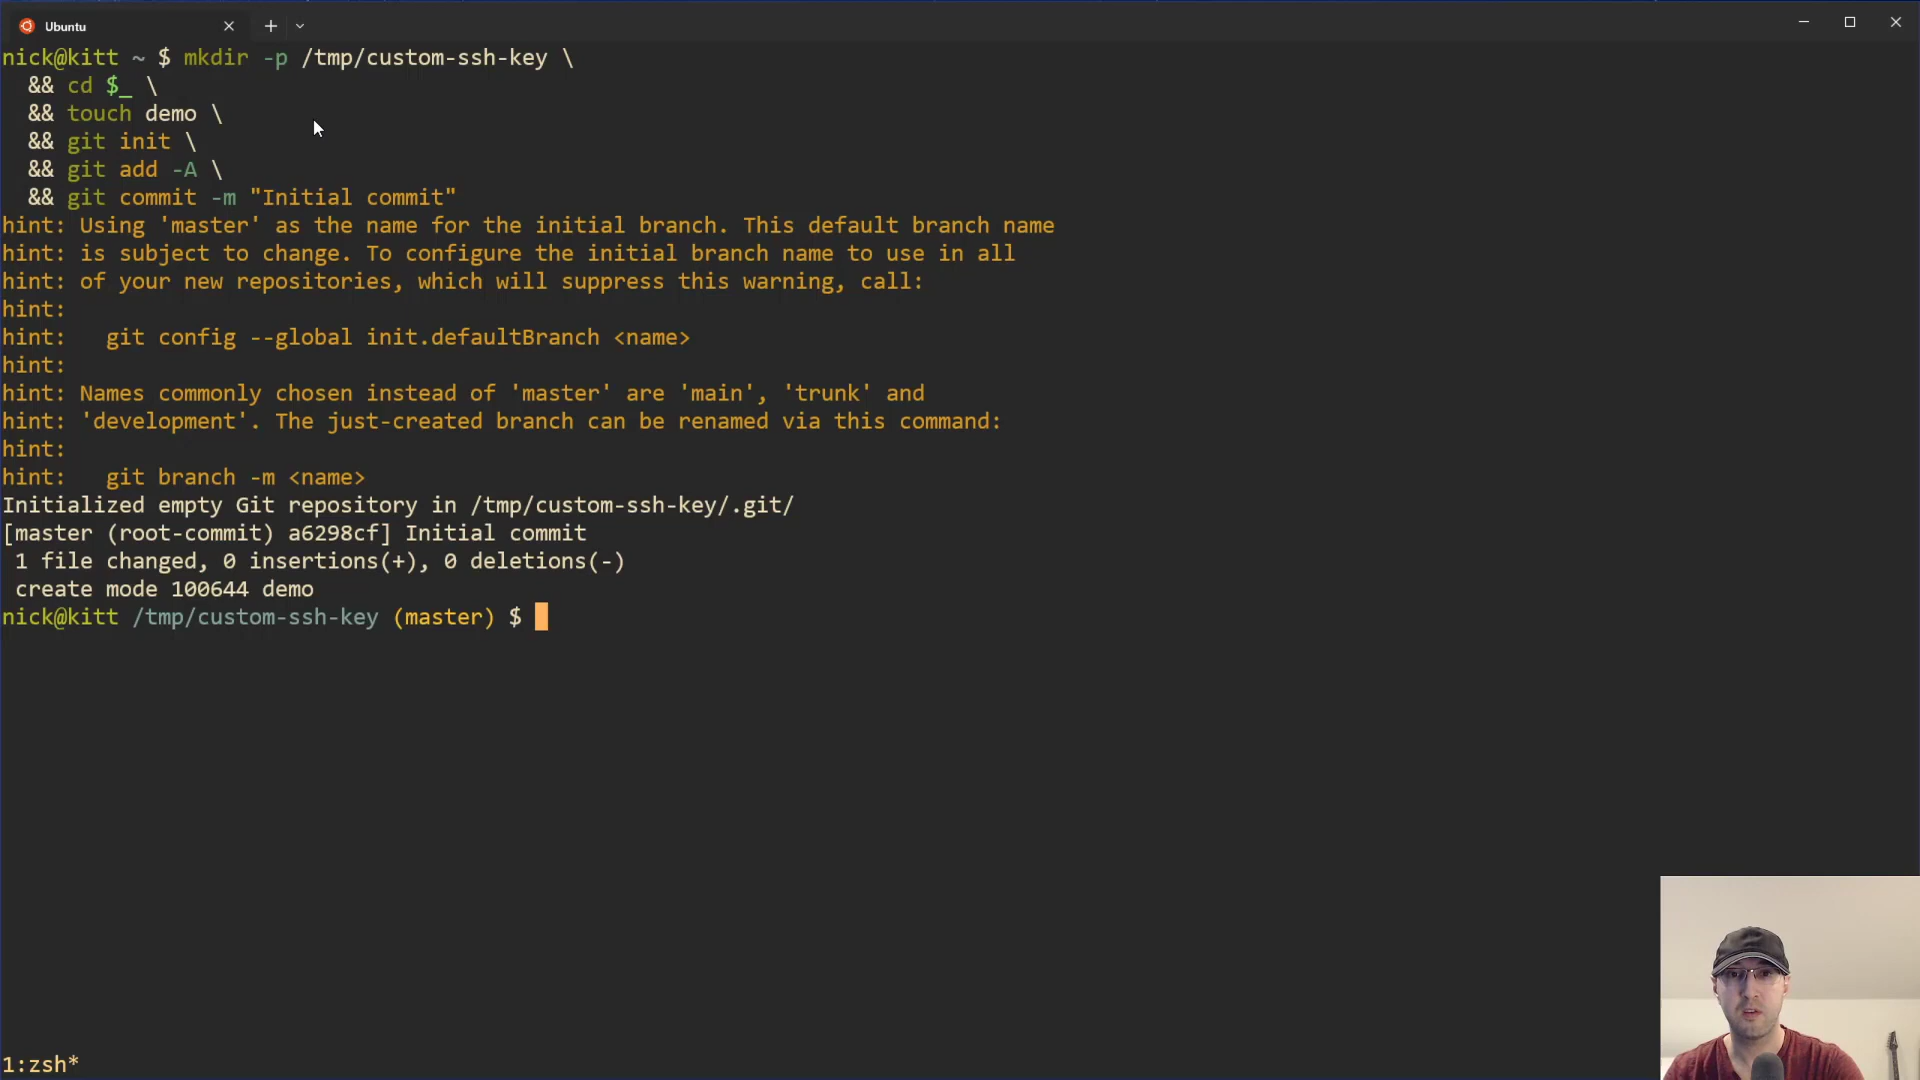 Ubuntu
nick@kitt ~ $ mkdir -p /tmp/custom-ssh-key \
  && cd $_ \
  && touch demo \
  && git init \
  && git add -A \
  && git commit -m "Initial commit"
hint: Using 'master' as the name for the initial branch. This default branch name
hint: is subject to change. To configure the initial branch name to use in all
hint: of your new repositories, which will suppress this warning, call:
hint:
hint:   git config --global init.defaultBranch <name>
hint:
hint: Names commonly chosen instead of 'master' are 'main', 'trunk' and
hint: 'development'. The just-created branch can be renamed via this command:
hint:
hint:   git branch -m <name>
Initialized empty Git repository in /tmp/custom-ssh-key/.git/
[master (root-commit) a6298cf] Initial commit
 1 file changed, 0 insertions(+), 0 deletions(-)
 create mode 100644 demo
nick@kitt /tmp/custom-ssh-key (master) $
1:zsh*